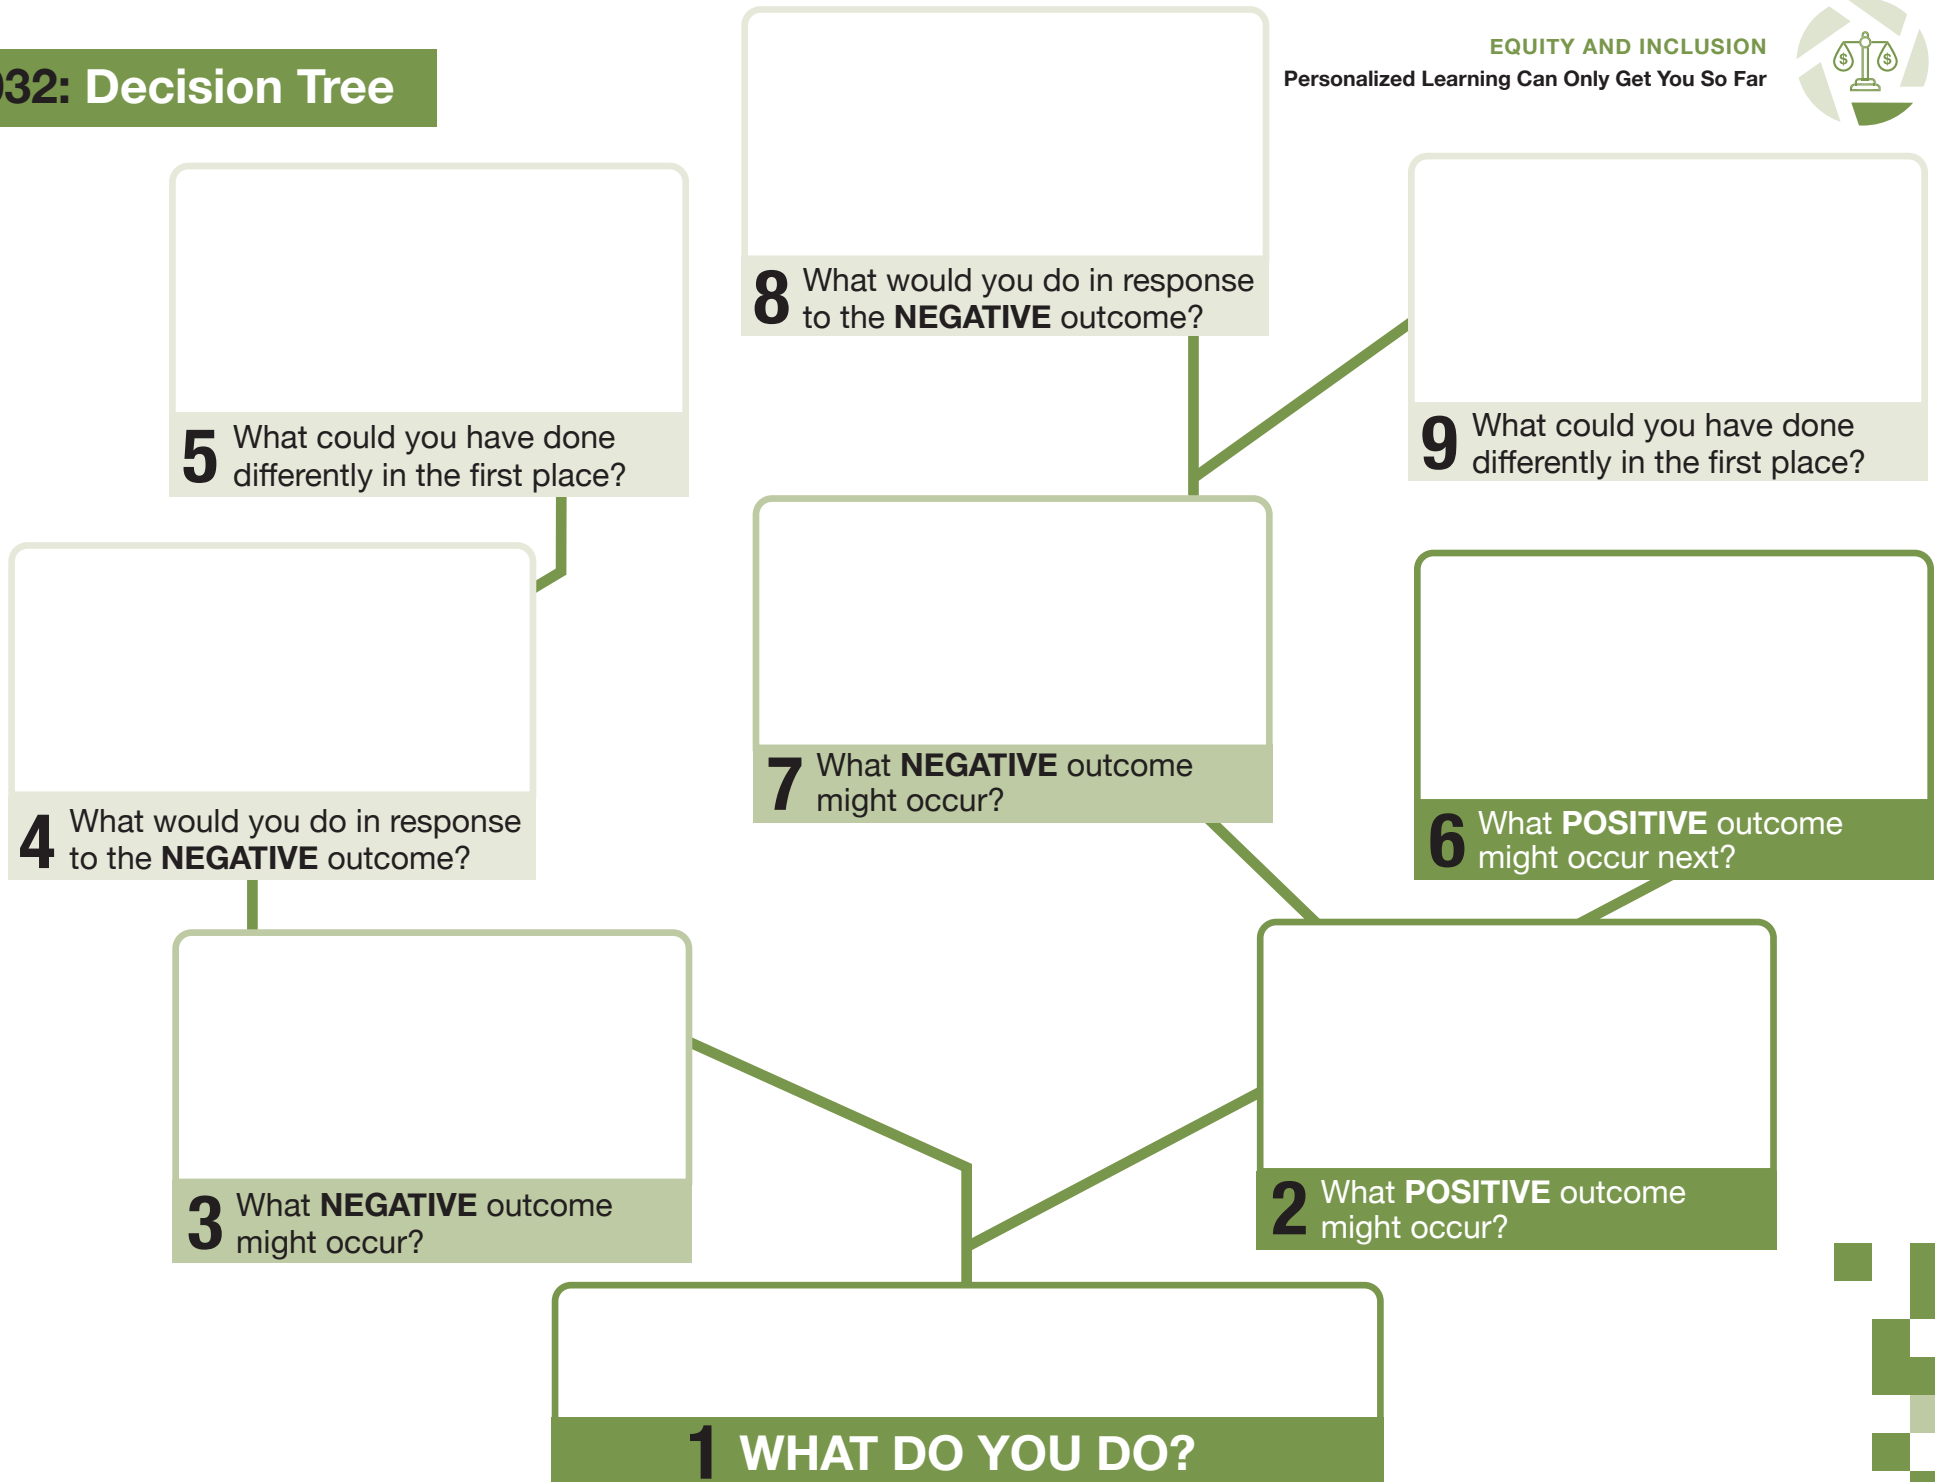 032: Decision Tree
EQUITY AND INCLUSION
Personalized Learning Can Only Get You So Far
$ $
8 What would you do in response
to the NEGATIVE outcome?
5 What could you have done
differently in the first place?
9 What could you have done
differently in the first place?
4 What would you do in response
to the NEGATIVE outcome?
7 What NEGATIVE outcome
might occur?
6 What POSITIVE outcome
might occur next?
3 What NEGATIVE outcome
might occur?
2 What POSITIVE outcome
might occur?
1 WHAT DO YOU DO?